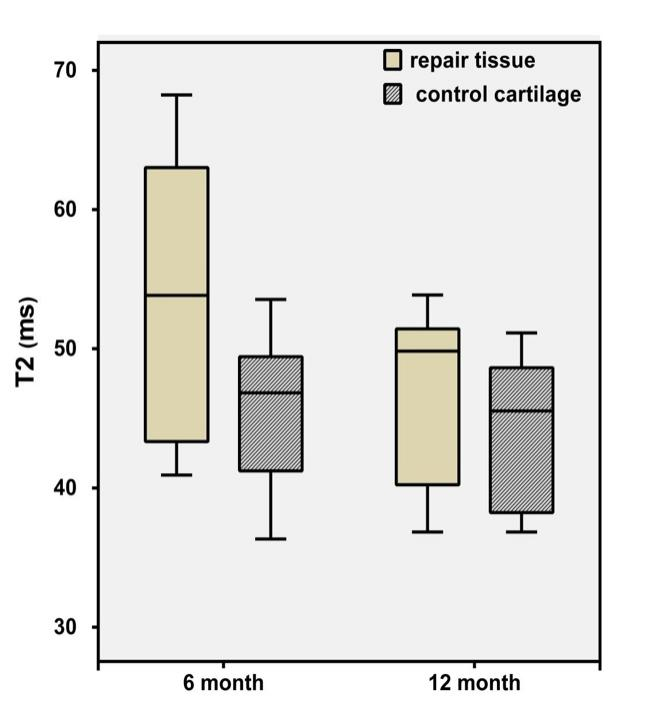 70
repair tissue
control cartilage
60
50
T2 (ms)
40
30
6 month
12 month